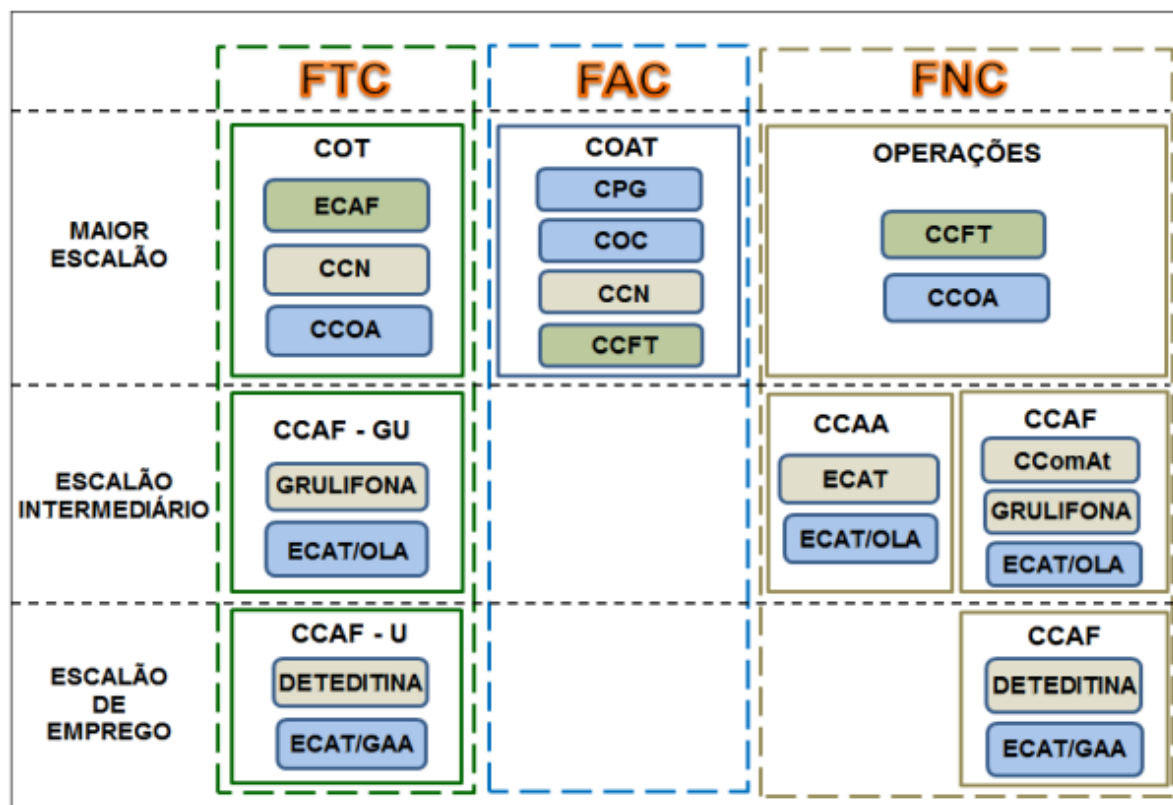 FTC
FAC
FNC
MAIOR
ESCALÃO
COT
ECAF
CCN
CCOA
COAT
CPG
COC
CCN
CCFT
OPERAÇÕES
CCFT
CCOA
ESCALÃO
INTERMEDIÁRIO
CCAF - GU
GRULIFONA
ECAT/OLA
CCAA
ECAT
ECAT/OLA
CCAF
CComAt
GRULIFONA
ECAT/OLA
ESCALÃO
DE
EMPREGO
CCAF - U
DETEDITINA
ECAT/GAA
CCAF
DETEDITINA
ECAT/GAA